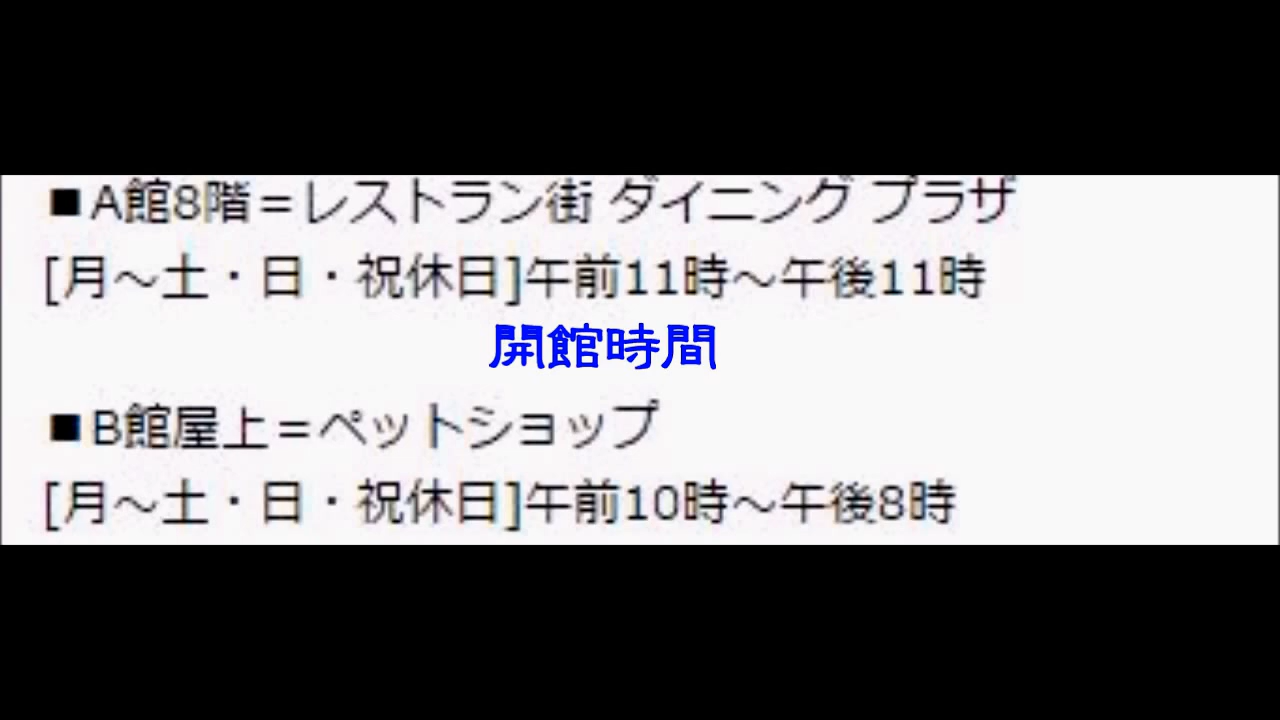 ■A館8階＝レストラン街 ダイニング プラザ
[月～土・日・祝休日]午前11時～午後11時
開館時間
■B館屋上＝ペットショップ
[月～土・日・祝休日]午前10時～午後8時